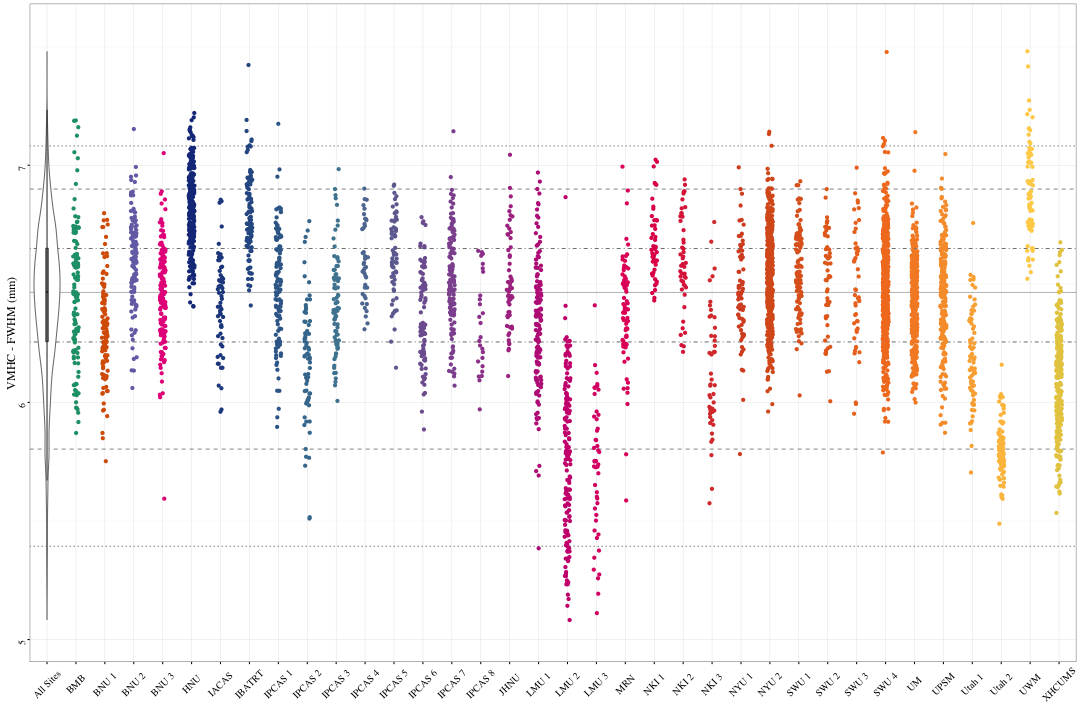 VMHC - FWHM (mm)
7
6
5
All Sites
BMB
BNU 1
BNU 2
BNU 3
HNU
IACAS
IBATRT
IPCAS 1
IPCAS 2
IPCAS 3
IPCAS 4
IPCAS 5
IPCAS 6
IPCAS 7
IPCAS 8
JHNU
LMU 1
LMU 2
LMU 3
MRN
NKI 1
NKI 2
NKI 3
NYU 1
NYU 2
SWU 1
SWU 2
SWU 3
SWU 4
UM
UPSM
Utah 1
Utah 2
UWM
XHCUMS